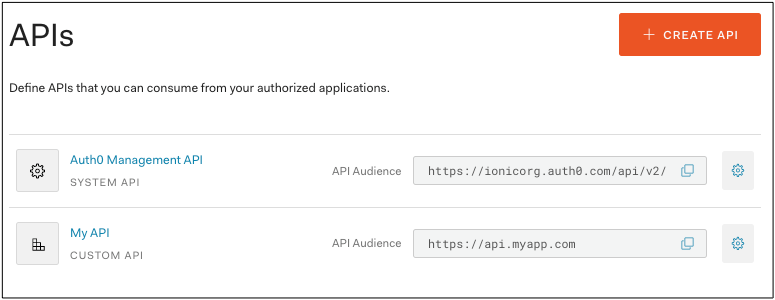 APIs
+ CREATE API
Define APIs that you can consume from your authorized applications.
Auth0 Management API
SYSTEM API
API Audience
https://ionicorg.auth0.com/api/v2/
My API
CUSTOM API
API Audience
https://api.myapp.com